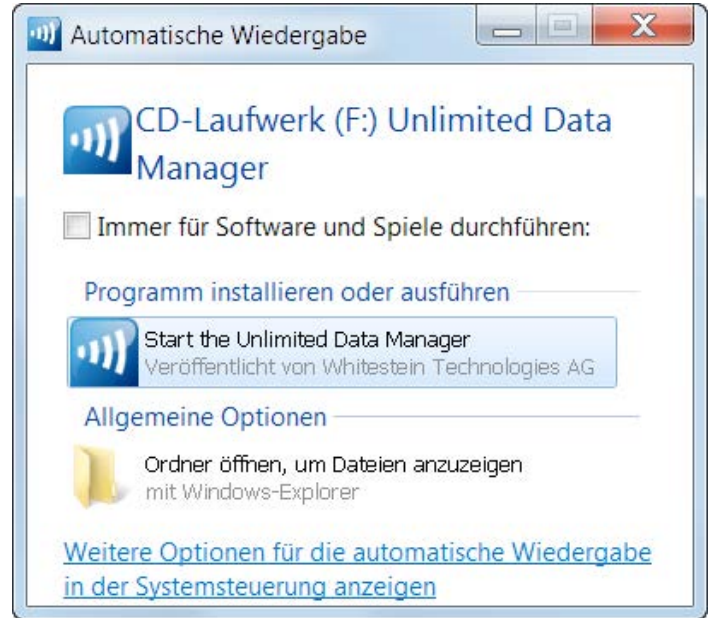 Automatische Wiedergabe
CD-Laufwerk (F:) Unlimited Data
Manager
Immer für Software und Spiele durchführen:
Programm installieren oder ausführen
Start the Unlimited Data Manager
Veröffentlicht von Whitestein Technologies AG
Allgemeine Optionen
Ordner öffnen, um Dateien anzuzeigen
mit Windows-Explorer
Weitere Optionen für die automatische Wiedergabe
in der Systemsteuerung anzeigen